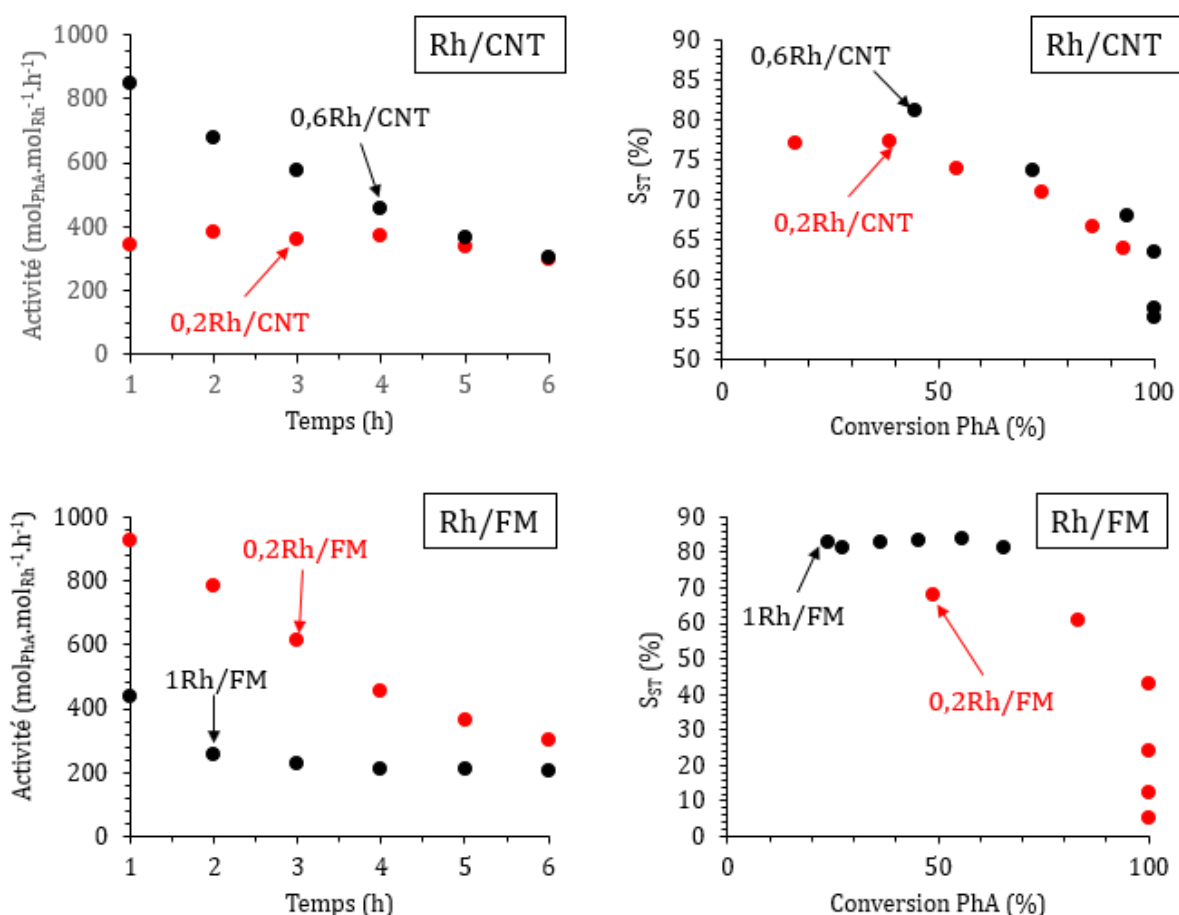 Rh/CNT
1000
800
600
400
200
0
Activité (molPhA.molRh-1.h-1)
0,6Rh/CNT
0,2Rh/CNT
1 2 3 4 5 6
Temps (h)
Rh/CNT
90
85
80
75
70
65
60
55
50
SST (%)
0,6Rh/CNT
0,2Rh/CNT
0 50 100
Conversion PhA (%)
Rh/FM
1000
800
600
400
200
0
Activité (molPhA.molRh-1.h-1)
0,2Rh/FM
1Rh/FM
1 2 3 4 5 6
Temps (h)
Rh/FM
90
80
70
60
50
40
30
20
10
0
SST (%)
1Rh/FM
0,2Rh/FM
0 50 100
Conversion PhA (%)